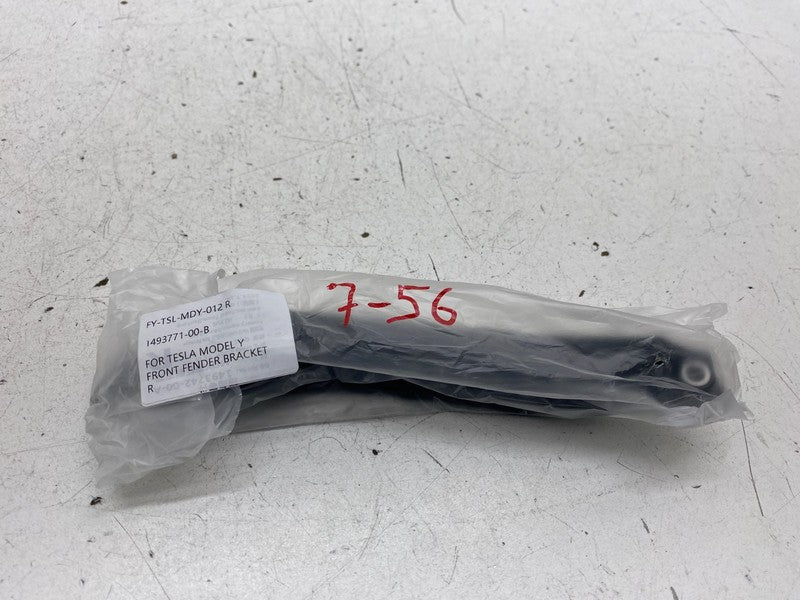 FY-TSL-MDY-012 R
1493771-00-B
FOR TESLA MODEL Y
FRONT FENDER BRACKET
R
7-56